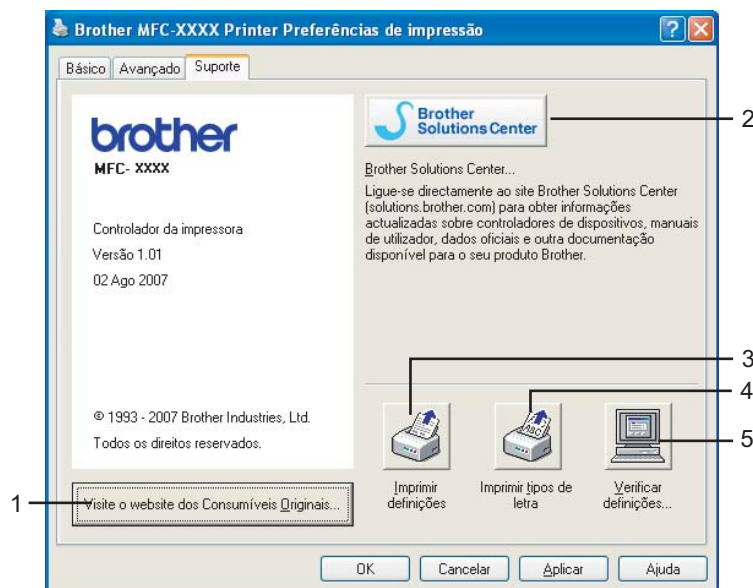 Brother MFC-XXXX Printer Preferências de impressão
Básico
Avançado
Suporte
brother
MFC- XXXX
Controlador da impressora
Versão 1.01
02 Ago 2007
© 1993 - 2007 Brother Industries, Ltd.
Todos os direitos reservados.
1
Visite o website dos Consumíveis Originais...
Brother
Solutions Center
2
Brother Solutions Center...
Ligue-se directamente ao site Brother Solutions Center
(solutions.brother.com) para obter informações
actualizadas sobre controladores de dispositivos, manuais
de utilizador, dados oficiais e outra documentação
disponível para o seu produto Brother.
3
4
5
ABC
Imprimir
definições
Imprimir tipos de
letra
Verificar
definições...
OK
Cancelar
Aplicar
Ajuda